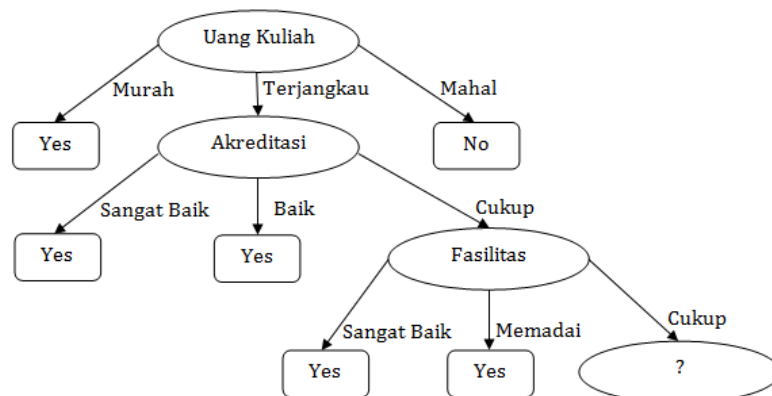 Uang Kuliah
Murah
Terjangkau
Mahal
Yes
Akreditasi
No
Sangat Baik
Baik
Cukup
Yes
Yes
Fasilitas
Sangat Baik
Memadai
Cukup
Yes
Yes
?